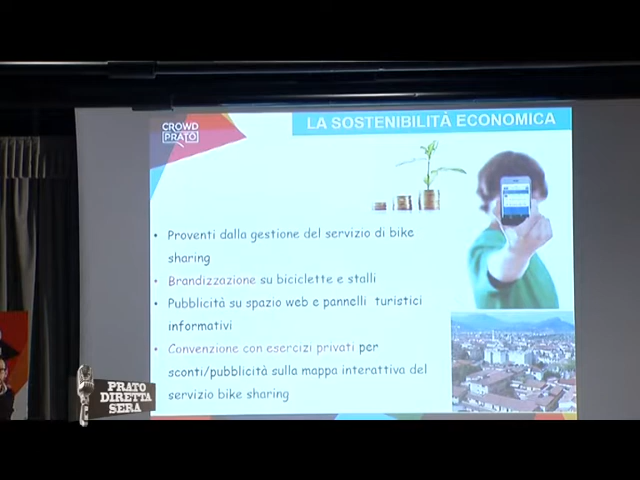 CROWD
PRATO
LA SOSTENIBILITÀ ECONOMICA
• Proventi dalla gestione del servizio di bike
sharing
• Brandizzazione su biciclette e stalli
• Pubblicità su spazio web e pannelli turistici
informativi
• Convenzione con esercizi privati per
sconti/pubblicità sulla mappa interattiva del
servizio bike sharing
PRATO
DIRETTA
SERA